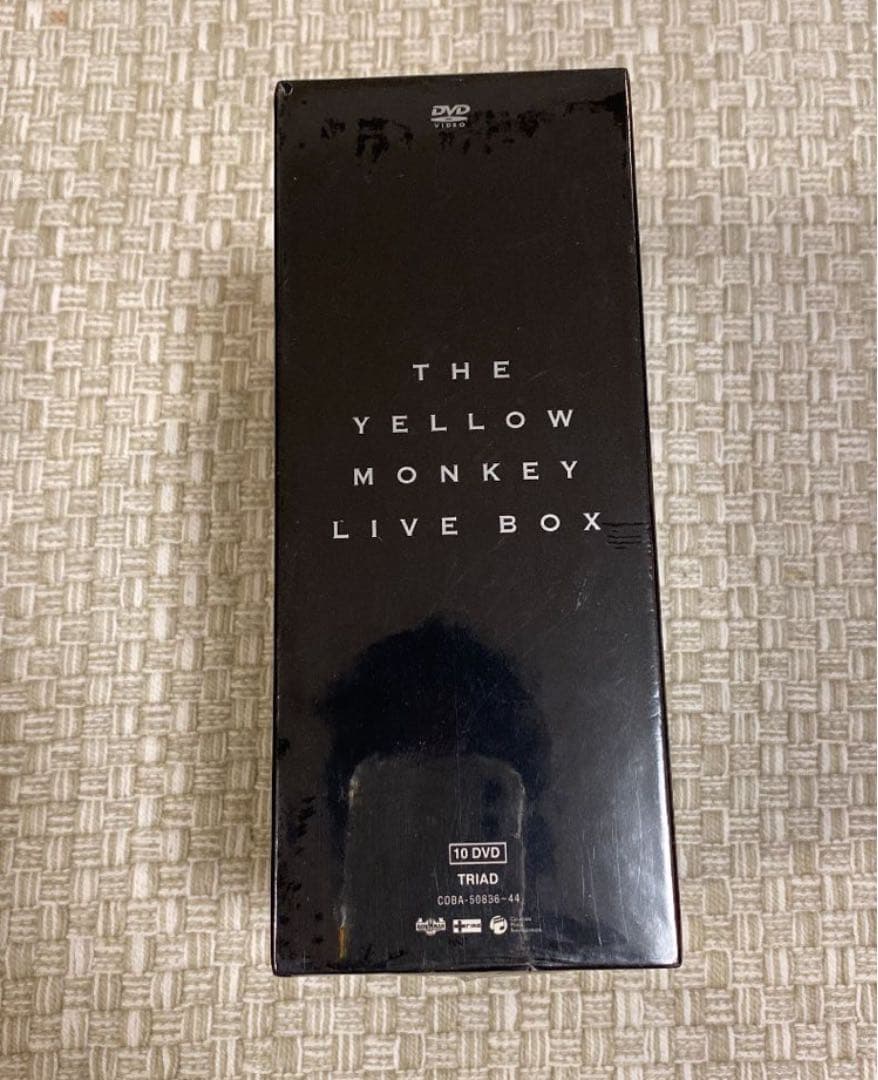 DVD
VIDEO
THE
YELLOW
MONKEY
LIVE BOX
10 DVD
TRIAD
COBA-50836~44